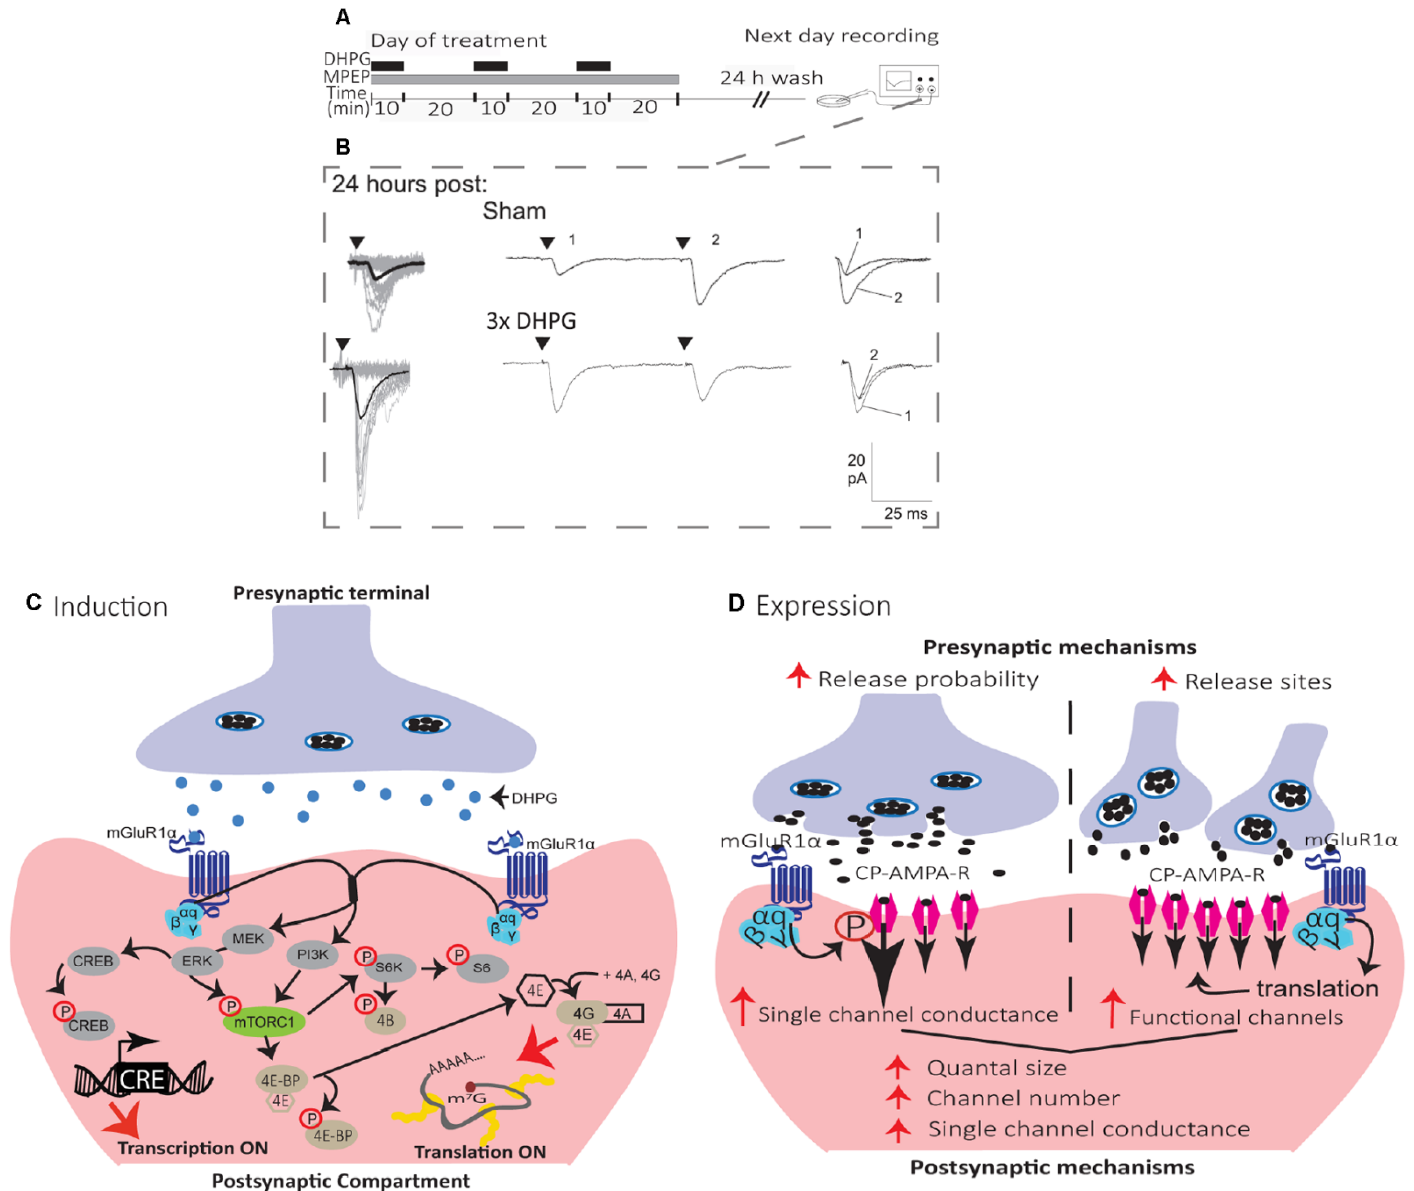 A
Day of treatment
Next day recording
DHPG
MPEP
24 h wash
Time
(min)
10 20 10 20 10 20
B
24 hours post:
Sham
1
2
1
2
3x DHPG
2
1
20
pA
25 ms
C Induction
Presynaptic terminal
DHPG
mGluR1α
mGluR1α
β αq γ
β αq γ
MEK
CREB
ERK
PI3K
P
S6K
P
S6
P
CREB
P
mTORC1
P
4B
4E
+ 4A, 4G
4G
4A
4E
CRE
4E-BP
4E
P
4E-BP
AAAAA....
m⁷G
Transcription ON
Translation ON
Postsynaptic Compartment
D Expression
Presynaptic mechanisms
Release probability
Release sites
mGluR1α
mGluR1α
CP-AMPA-R
CP-AMPA-R
β αq γ
P
β αq γ
translation
Single channel conductance
Functional channels
Quantal size
Channel number
Single channel conductance
Postsynaptic mechanisms